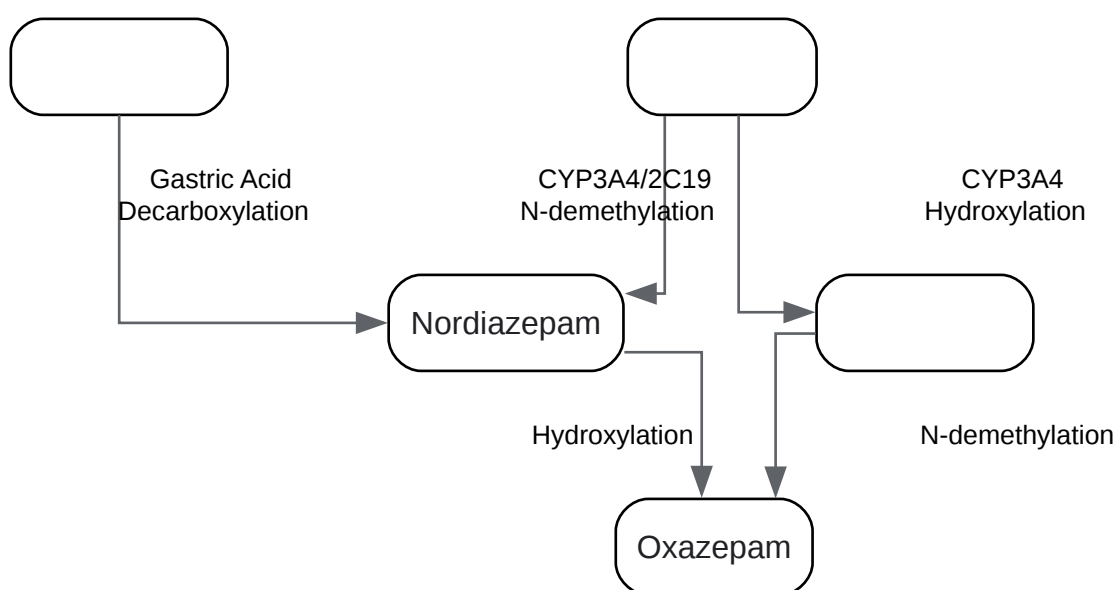 Gastric Acid
Decarboxylation
CYP3A4/2C19
N-demethylation
CYP3A4
Hydroxylation
Nordiazepam
Hydroxylation
N-demethylation
Oxazepam